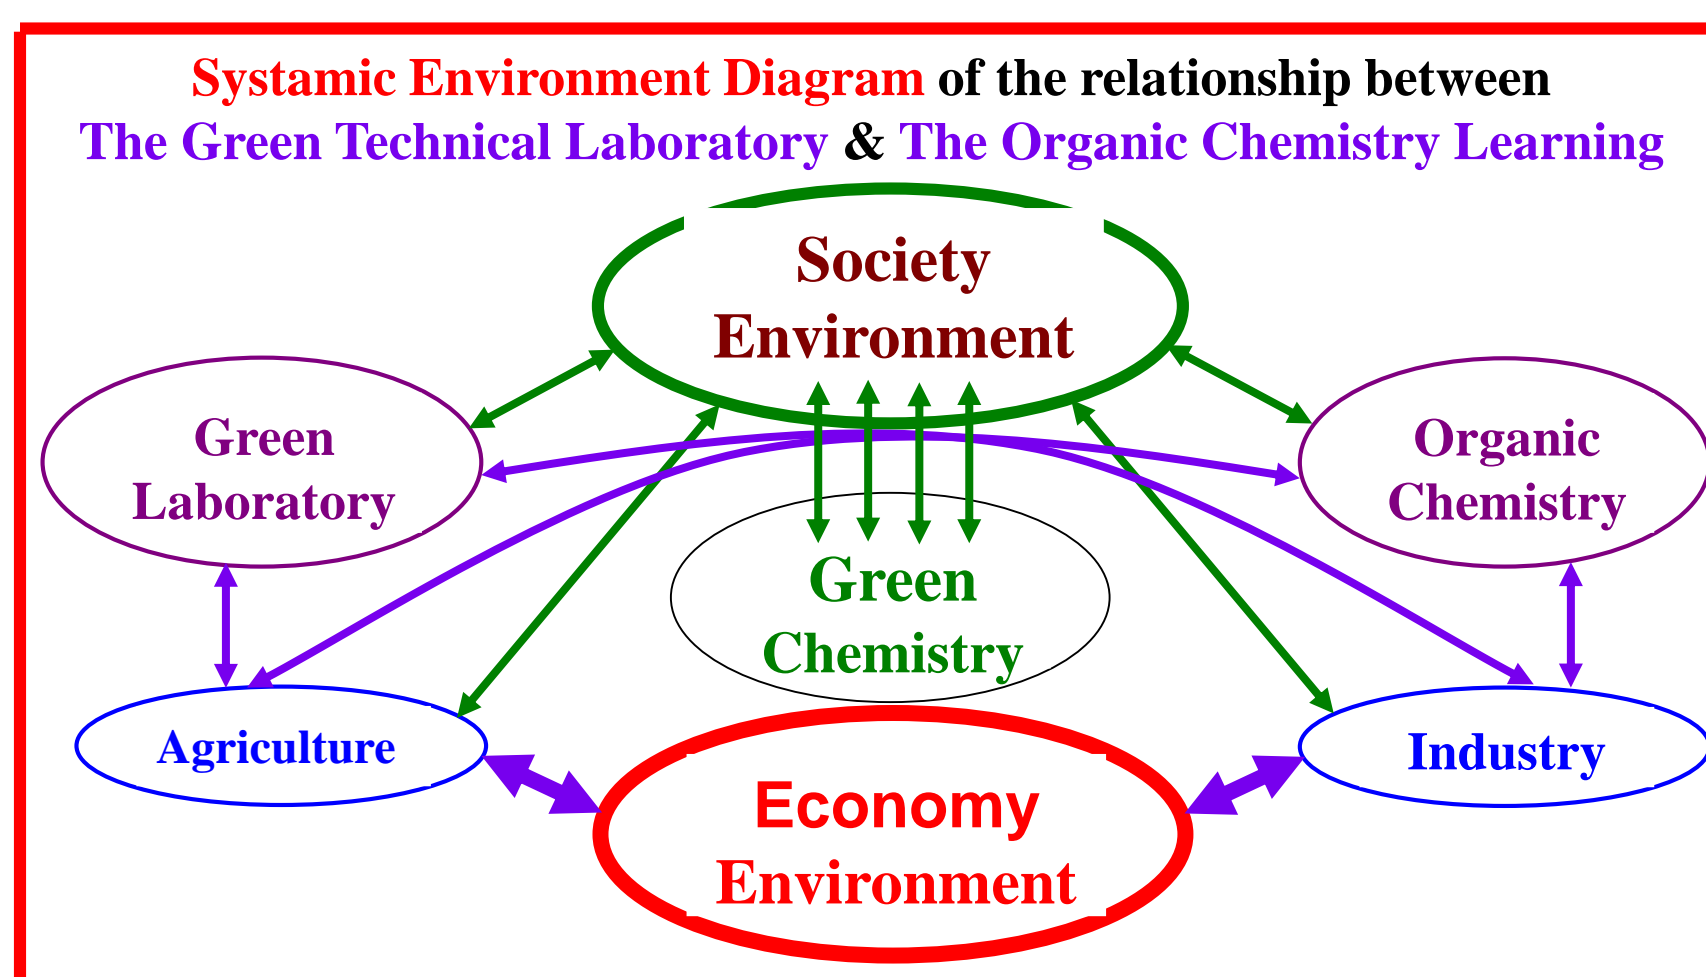 Systamic Environment Diagram of the relationship between
The Green Technical Laboratory & The Organic Chemistry Learning
Society
Environment
Green
Laboratory
Organic
Chemistry
Green
Chemistry
Agriculture
Industry
Economy
Environment